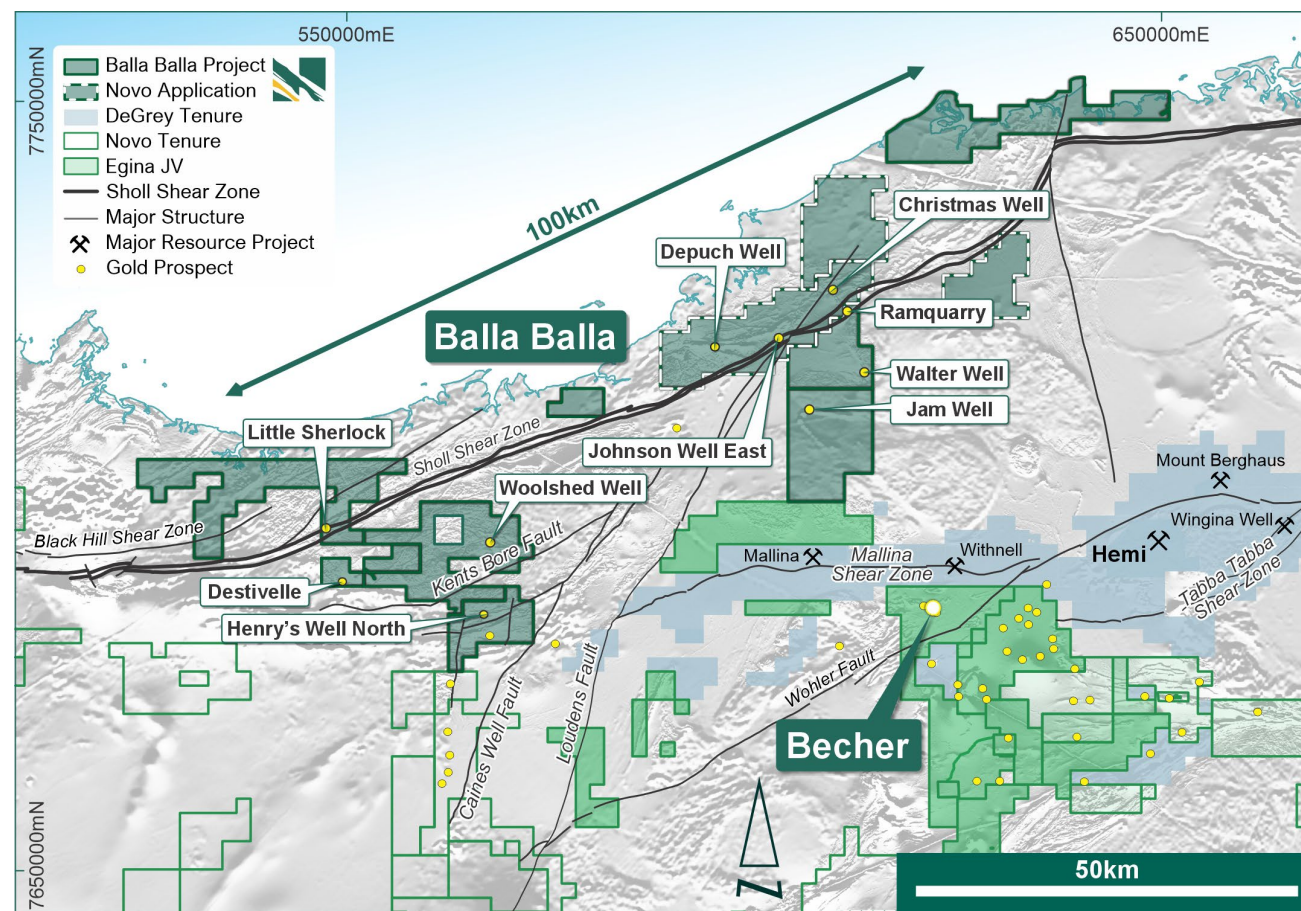 550000mE
650000mE
7750000mN
Balla Balla Project
Novo Application
DeGrey Tenure
Novo Tenure
Egina JV
Sholl Shear Zone
Major Structure
Major Resource Project
Gold Prospect
100km
Christmas Well
Depuch Well
Ramquarry
Balla Balla
Walter Well
Jam Well
Little Sherlock
Sholl Shear Zone
Johnson Well East
Mount Berghaus
Woolshed Well
Wingina Well
Black Hill Shear Zone
Kents Bore Fault
Mallina
Mallina
Shear Zone
Withnell
Hemi
Tabba Tabba
Shear Zone
Destivelle
Henry's Well North
Wohler Fault
Loudens Fault
Caines Well Fault
Becher
7650000mN
Z
50km